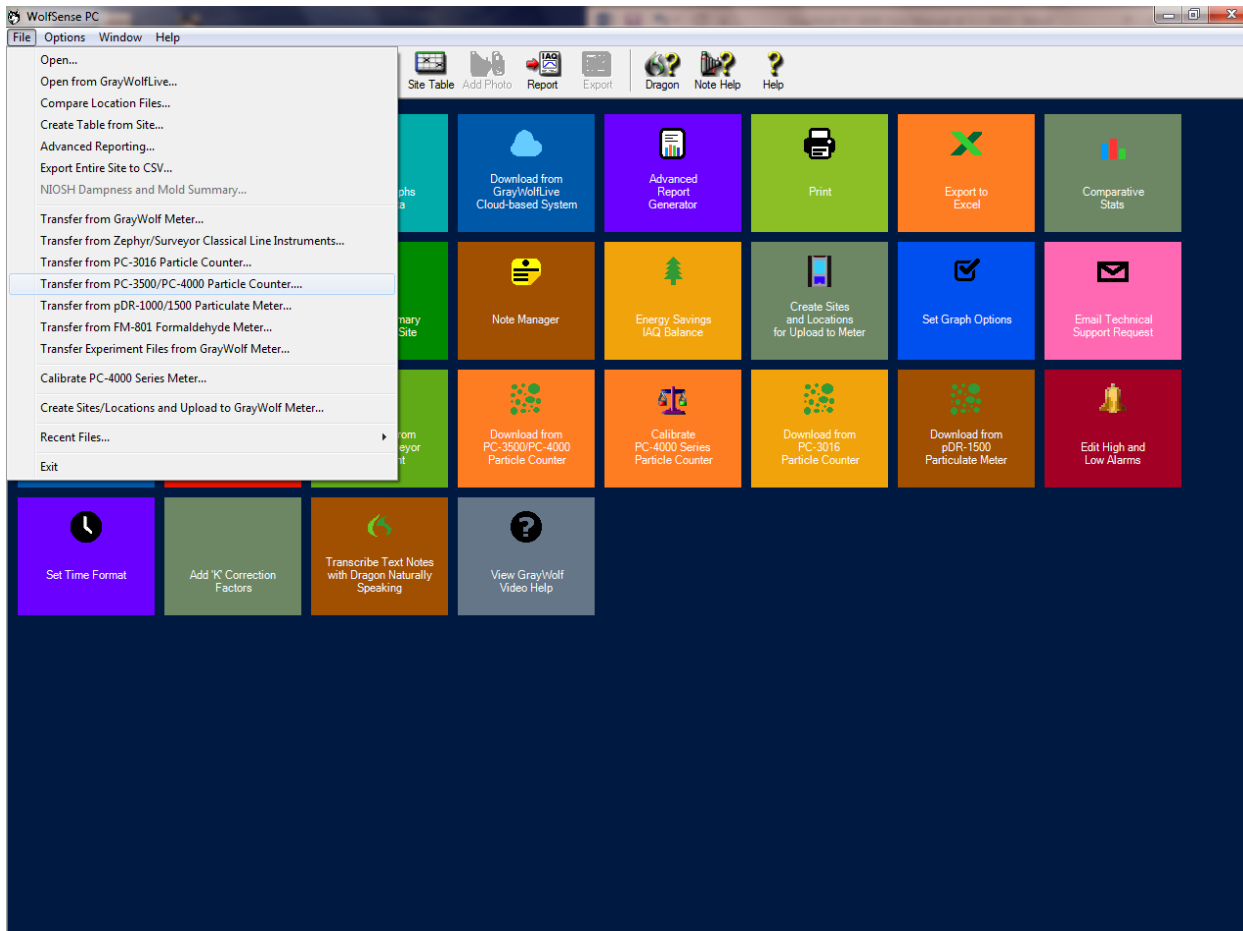 WolfSense PC
File Options Window Help
Open...
Open from GrayWolfLive...
Compare Location Files...
Create Table from Site...
Advanced Reporting...
Export Entire Site to CSV...
NIOSH Dampness and Mold Summary...
Transfer from GrayWolf Meter...
Transfer from Zephyr/Surveyor Classical Line Instruments...
Transfer from PC-3016 Particle Counter...
Transfer from PC-3500/PC-4000 Particle Counter....
Transfer from pDR-1000/1500 Particulate Meter...
Transfer from FM-801 Formaldehyde Meter...
Transfer Experiment Files from GrayWolf Meter...
Calibrate PC-4000 Series Meter...
Create Sites/Locations and Upload to GrayWolf Meter...
Recent Files...
Exit
Site Table Add Photo Report Export Dragon Note Help Help
IAQ
phs
a
Download from
GrayWolfLive
Cloud-based System
Advanced
Report
Generator
Print
Export to
Excel
Comparative
Stats
mary
Site
Note Manager
Energy Savings
IAQ Balance
Create Sites
and Locations
for Upload to Meter
Set Graph Options
Email Technical
Support Request
rom
eyor
nt
Download from
PC-3500/PC-4000
Particle Counter
Calibrate
PC-4000 Series
Particle Counter
Download from
PC-3016
Particle Counter
Download from
pDR-1500
Particulate Meter
Edit High and
Low Alarms
Set Time Format
Add 'K' Correction
Factors
Transcribe Text Notes
with Dragon Naturally
Speaking
View GrayWolf
Video Help